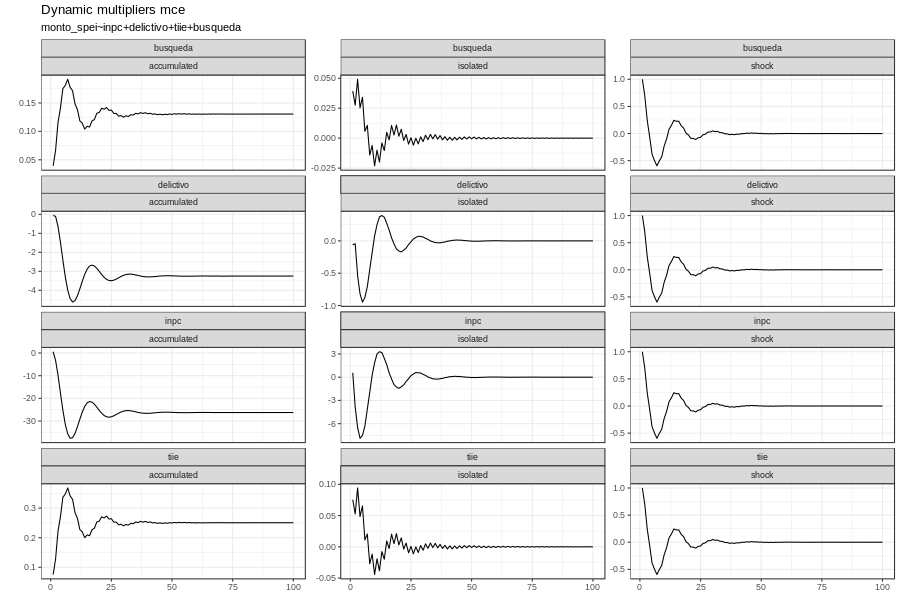 Dynamic multipliers mce
monto_spei~inpc+delictivo+tiie+busqueda
busqueda busqueda busqueda
accumulated isolated shock
0.15 0.10 0.05
0.050 0.025 0.000 -0.025
1.0 0.5 0.0 -0.5
delictivo delictivo delictivo
accumulated isolated shock
0 -1 -2 -3 -4
0.0 -0.5 -1.0
1.0 0.5 0.0 -0.5
inpc inpc inpc
accumulated isolated shock
0 -10 -20 -30
3 0 -3 -6
1.0 0.5 0.0 -0.5
tiie tiie tiie
accumulated isolated shock
0.3 0.2 0.1
0.10 0.05 0.00 -0.05
1.0 0.5 0.0 -0.5
0 25 50 75 100
0 25 50 75 100
0 25 50 75 100